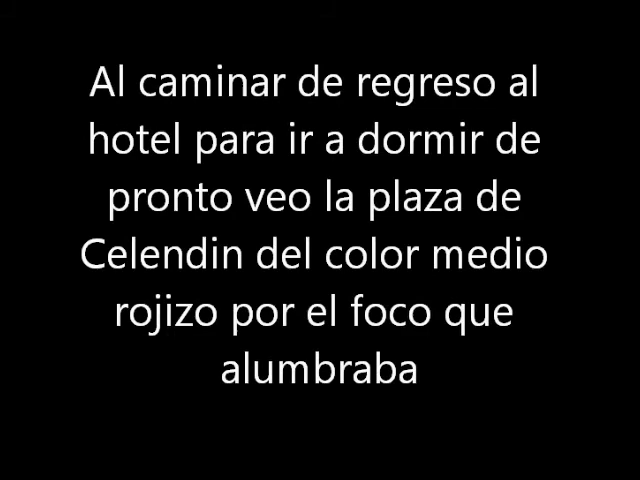 Al caminar de regreso al
hotel para ir a dormir de
pronto veo la plaza de
Celendin del color medio
rojizo por el foco que
alumbraba